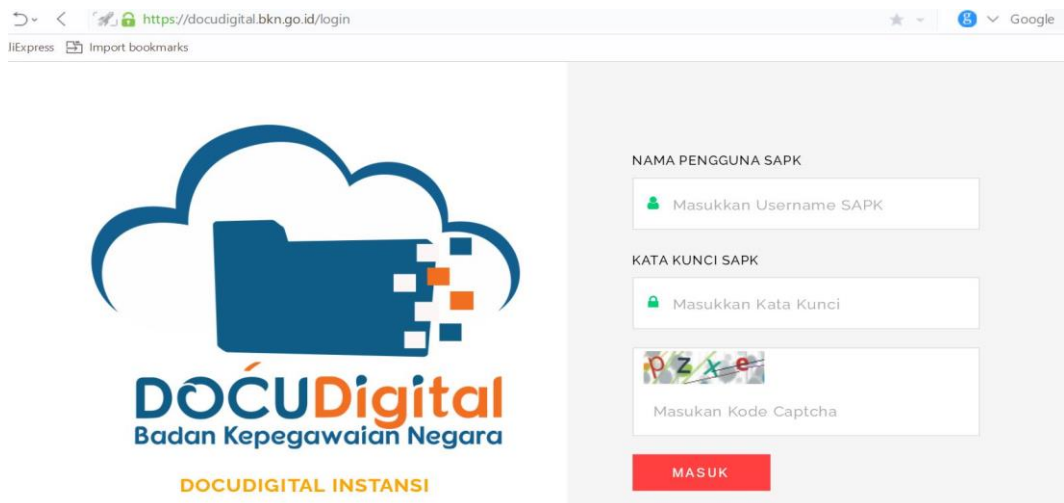 https://docudigital.bkn.go.id/login
Google
liExpress Import bookmarks
DOCUDigital
Badan Kepegawaian Negara
DOCUDIGITAL INSTANSI
NAMA PENGGUNA SAPK
Masukkan Username SAPK
KATA KUNCI SAPK
Masukkan Kata Kunci
pzxe
Masukan Kode Captcha
MASUK